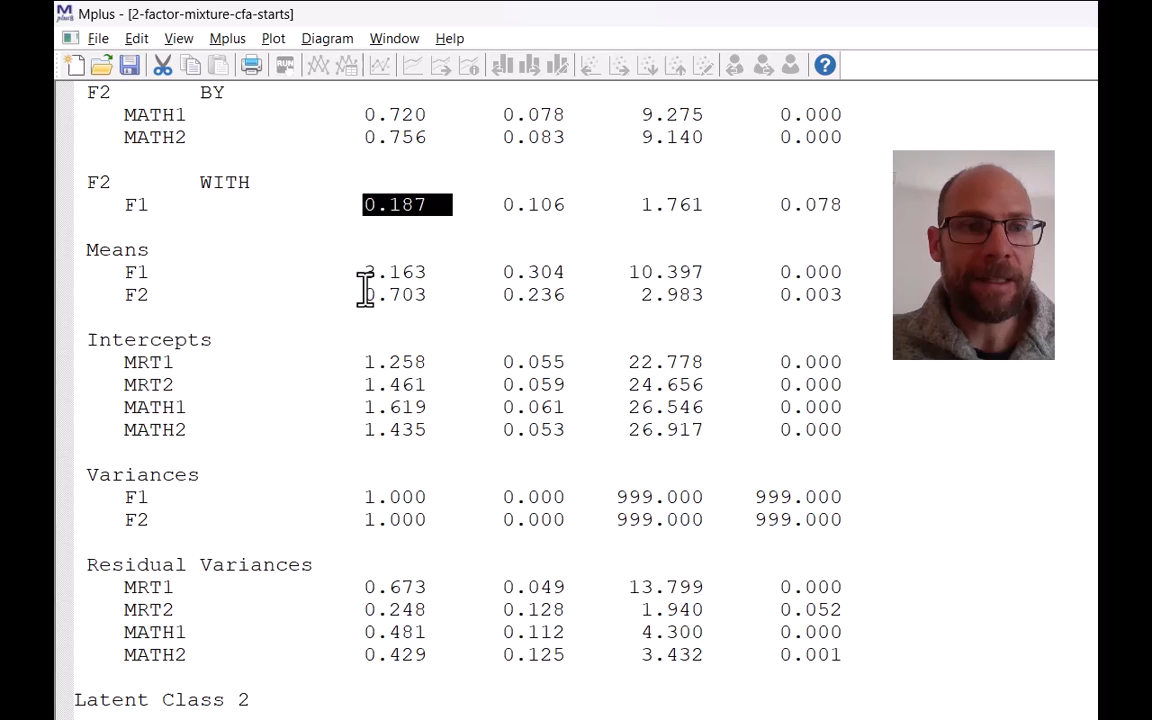 Mplus - [2-factor-mixture-cfa-starts]
File Edit View Mplus Plot Diagram Window Help
F2 BY
MATH1 0.720 0.078 9.275 0.000
MATH2 0.756 0.083 9.140 0.000
F2 WITH
F1 0.187 0.106 1.761 0.078
Means
F1 3.163 0.304 10.397 0.000
F2 0.703 0.236 2.983 0.003
Intercepts
MRT1 1.258 0.055 22.778 0.000
MRT2 1.461 0.059 24.656 0.000
MATH1 1.619 0.061 26.546 0.000
MATH2 1.435 0.053 26.917 0.000
Variances
F1 1.000 0.000 999.000 999.000
F2 1.000 0.000 999.000 999.000
Residual Variances
MRT1 0.673 0.049 13.799 0.000
MRT2 0.248 0.128 1.940 0.052
MATH1 0.481 0.112 4.300 0.000
MATH2 0.429 0.125 3.432 0.001
Latent Class 2